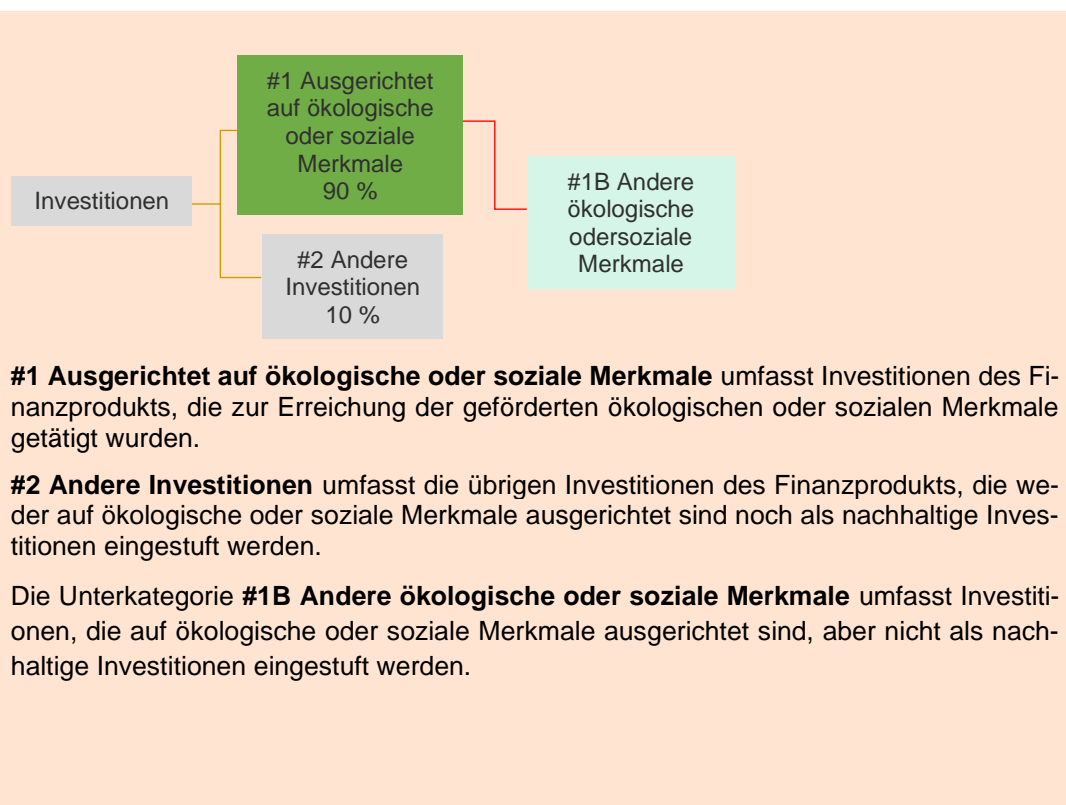 #1 Ausgerichtet
auf ökologische
oder soziale
Merkmale
90 %
Investitionen
#1B Andere
ökologische
odersoziale
Merkmale
#2 Andere
Investitionen
10 %
#1 Ausgerichtet auf ökologische oder soziale Merkmale umfasst Investitionen des Fi-
nanzprodukts, die zur Erreichung der geförderten ökologischen oder sozialen Merkmale
getätigt wurden.
#2 Andere Investitionen umfasst die übrigen Investitionen des Finanzprodukts, die we-
der auf ökologische oder soziale Merkmale ausgerichtet sind noch als nachhaltige Inves-
titionen eingestuft werden.
Die Unterkategorie #1B Andere ökologische oder soziale Merkmale umfasst Investiti-
onen, die auf ökologische oder soziale Merkmale ausgerichtet sind, aber nicht als nach-
haltige Investitionen eingestuft werden.